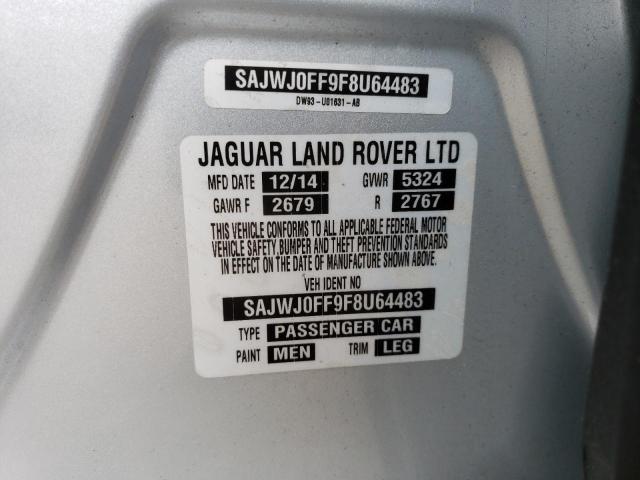 SAJWJ0FF9F8U64483
DW93-U01631-AB
JAGUAR LAND ROVER LTD
MFD DATE 12/14 GVWR 5324
GAWR F 2679 R 2767
THIS VEHICLE CONFORMS TO ALL APPLICABLE FEDERAL MOTOR
VEHICLE SAFETY,BUMPER AND THEFT PREVENTION STANDARDS
IN EFFECT ON THE DATE OF MANUFACTURE SHOWN ABOVE.
VEH IDENT NO
SAJWJ0FF9F8U64483
TYPE PASSENGER CAR
PAINT MEN TRIM LEG